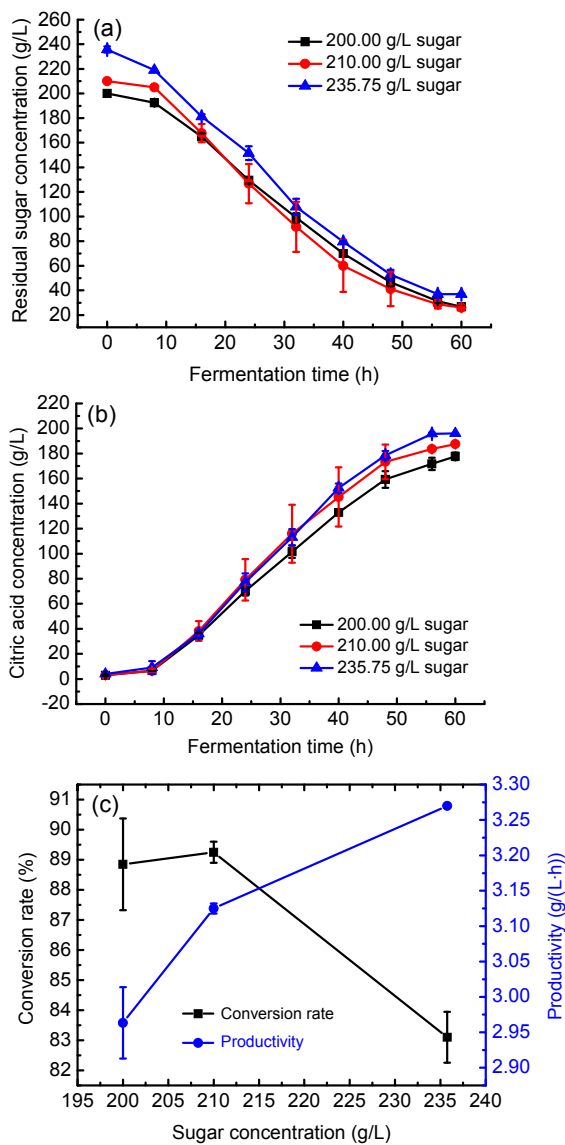 (a)
200.00 g/L sugar
210.00 g/L sugar
235.75 g/L sugar
Residual sugar concentration (g/L)
260
240
220
200
180
160
140
120
100
80
60
40
20
0 10 20 30 40 50 60
Fermentation time (h)
(b)
200.00 g/L sugar
210.00 g/L sugar
235.75 g/L sugar
Citric acid concentration (g/L)
220
200
180
160
140
120
100
80
60
40
20
0
-20
0 10 20 30 40 50 60
Fermentation time (h)
(c)
Conversion rate
Productivity
Conversion rate (%)
91
90
89
88
87
86
85
84
83
82
Productivity (g/(L·h))
3.30
3.25
3.20
3.15
3.10
3.05
3.00
2.95
2.90
195 200 205 210 215 220 225 230 235 240
Sugar concentration (g/L)